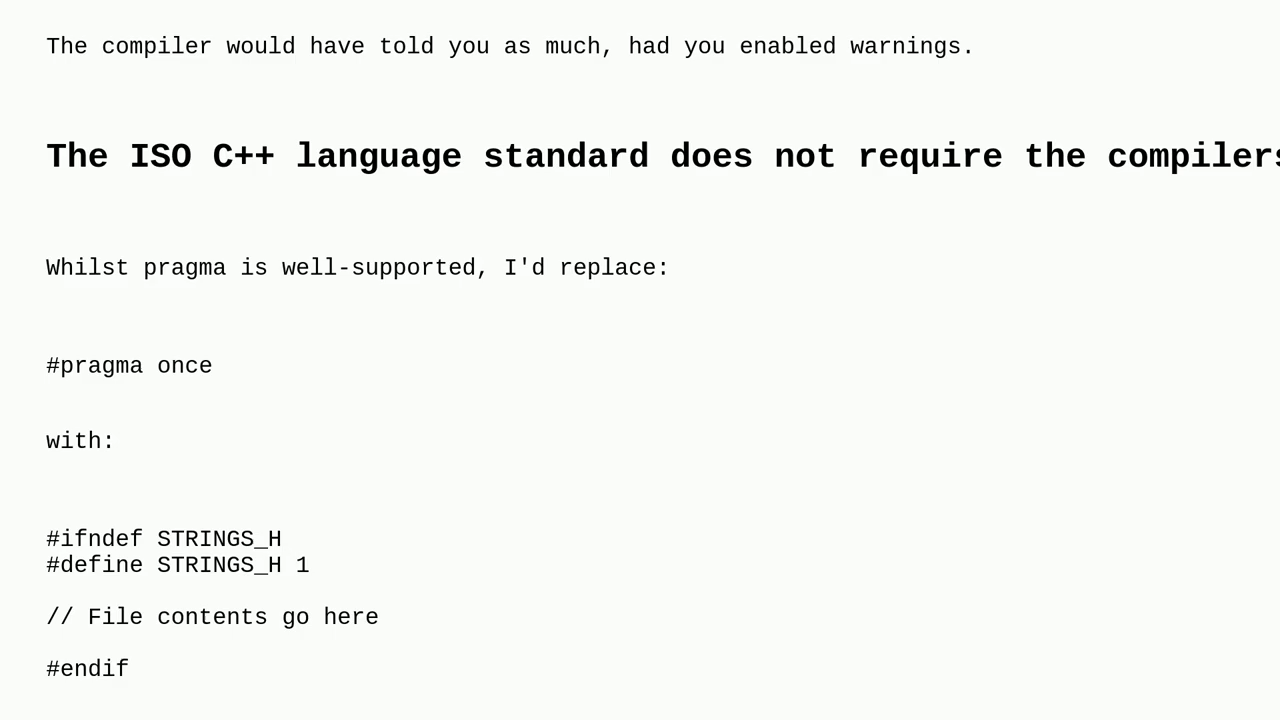 The compiler would have told you as much, had you enabled warnings.
The ISO C++ language standard does not require the compilers
Whilst pragma is well-supported, I'd replace:
#pragma once
with:
#ifndef STRINGS_H
#define STRINGS_H 1
// File contents go here
#endif